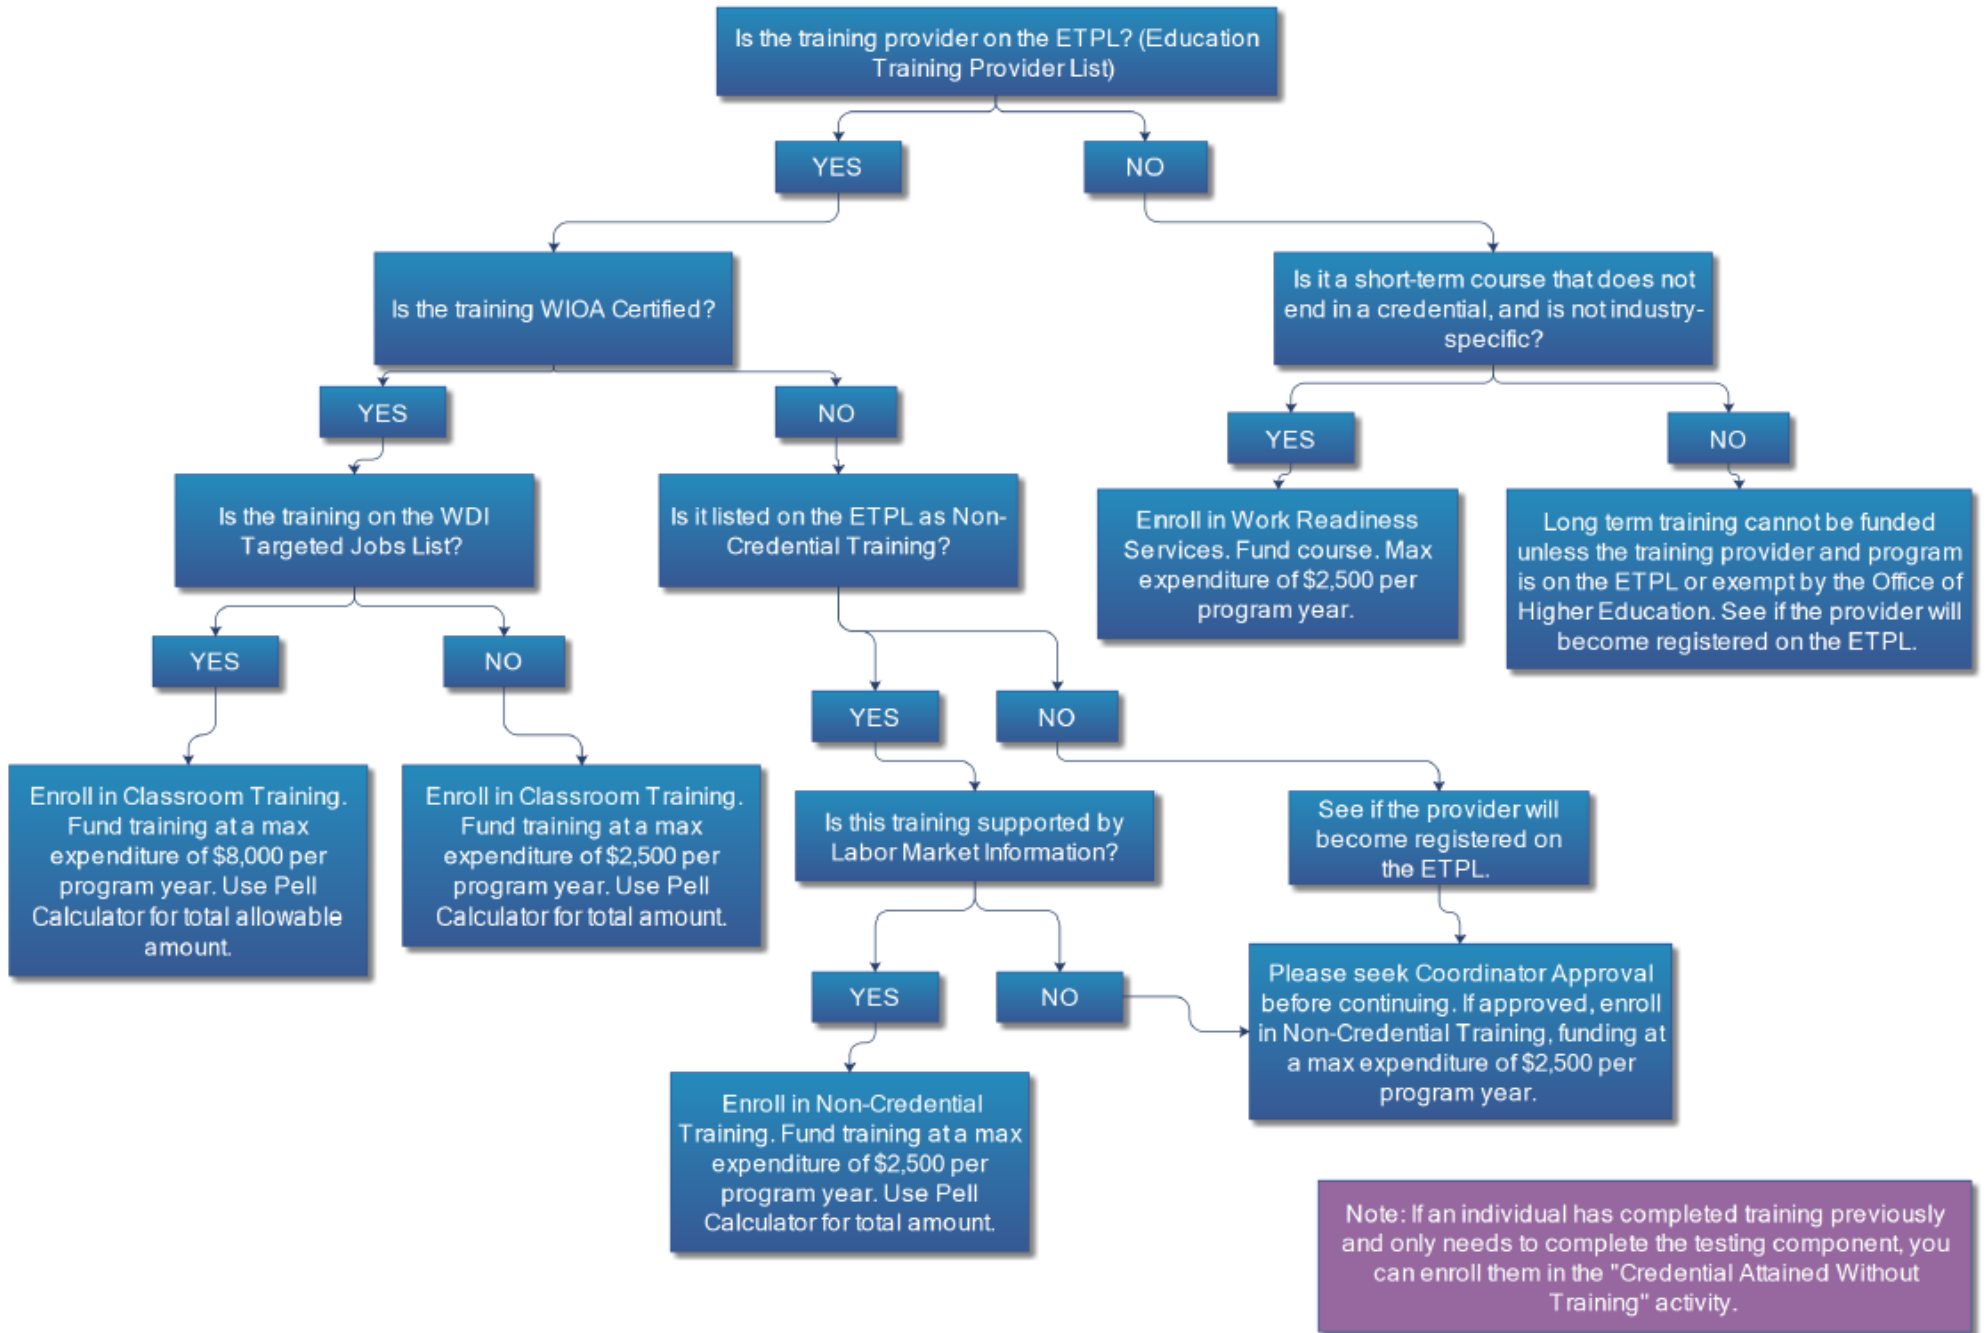 Is the training provider on the ETPL? (Education
Training Provider List)
YES
NO
Is the training WIOA Certified?
Is it a short-term course that does not
end in a credential, and is not industry-
specific?
YES
NO
YES
NO
Is the training on the WDI
Targeted Jobs List?
Is it listed on the ETPL as Non-
Credential Training?
Enroll in Work Readiness
Services. Fund course. Max
expenditure of $2,500 per
program year.
Long term training cannot be funded
unless the training provider and program
is on the ETPL or exempt by the Office of
Higher Education. See if the provider will
become registered on the ETPL.
YES
NO
YES
NO
Enroll in Classroom Training.
Fund training at a max
expenditure of $8,000 per
program year. Use Pell
Calculator for total allowable
amount.
Enroll in Classroom Training.
Fund training at a max
expenditure of $2,500 per
program year. Use Pell
Calculator for total amount.
Is this training supported by
Labor Market Information?
See if the provider will
become registered on
the ETPL.
YES
NO
Please seek Coordinator Approval
before continuing. If approved, enroll
in Non-Credential Training, funding at
a max expenditure of $2,500 per
program year.
Enroll in Non-Credential
Training. Fund training at a max
expenditure of $2,500 per
program year. Use Pell
Calculator for total amount.
Note: If an individual has completed training previously
and only needs to complete the testing component, you
can enroll them in the "Credential Attained Without
Training" activity.